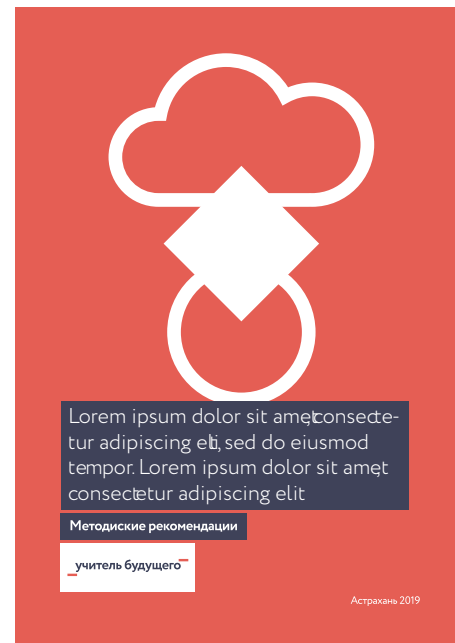 Lorem ipsum dolor sit amet, consecte-
tur adipiscing elit, sed do eiusmod
tempor. Lorem ipsum dolor sit amet,
consectetur adipiscing elit
Методиские рекомендации
учитель будущего
Астрахань 2019